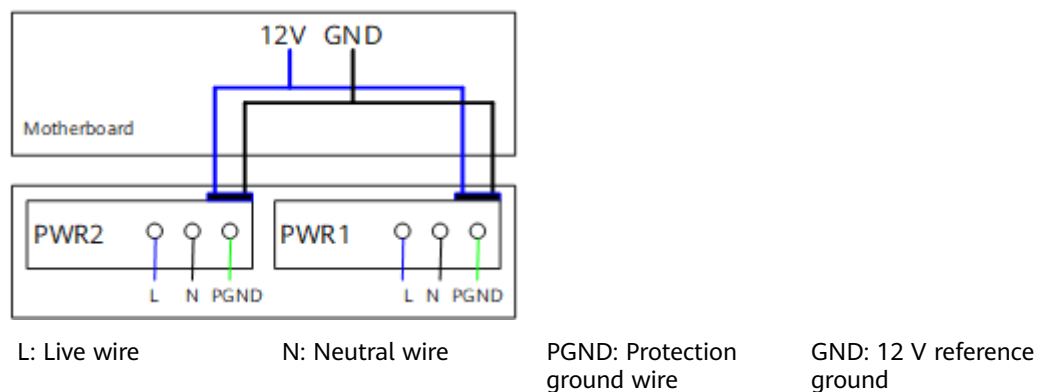 12V GND
Motherboard
PWR2
PWR1
L N PGND
L N PGND
L: Live wire
N: Neutral wire
PGND: Protection
ground wire
GND: 12 V reference
ground